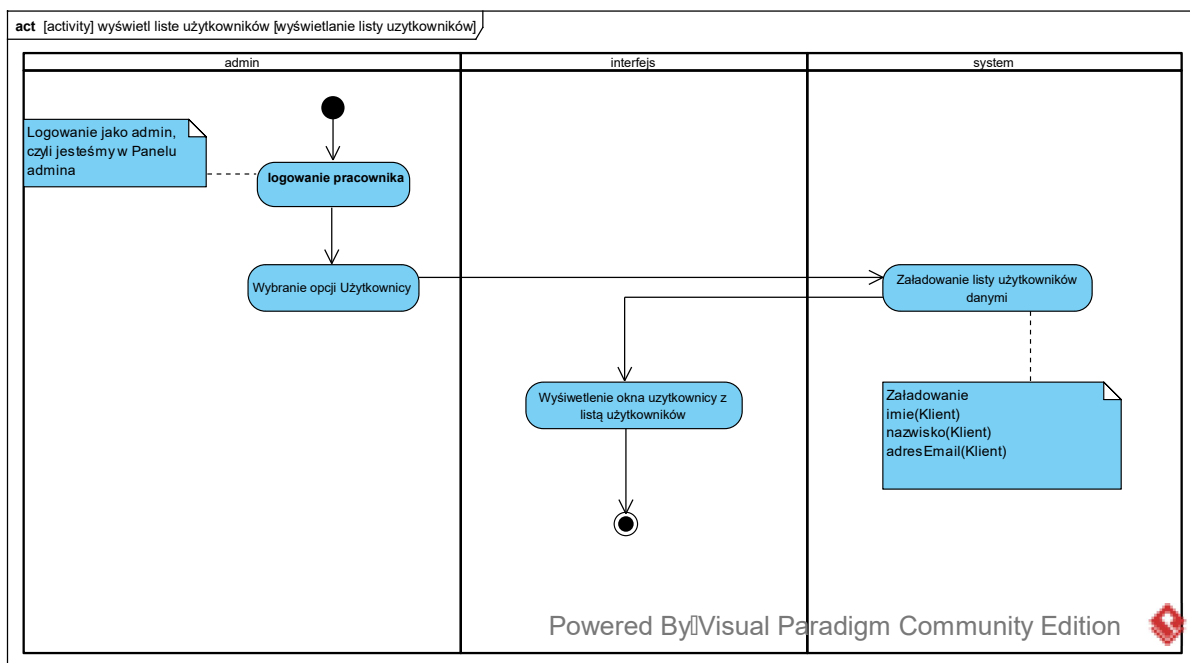 act [activity] wyświetl liste użytkowników [wyświetlanie listy uzytkowników]
admin
interfejs
system
Logowanie jako admin,
czyli jesteśmy w Panelu
admina
logowanie pracownika
Wybranie opcji Użytkownicy
Załadowanie listy użytkowników
danymi
Wyśiwetlenie okna uzytkownicy z
listą użytkowników
Załadowanie
imie(Klient)
nazwisko(Klient)
adresEmail(Klient)
Powered By Visual Paradigm Community Edition